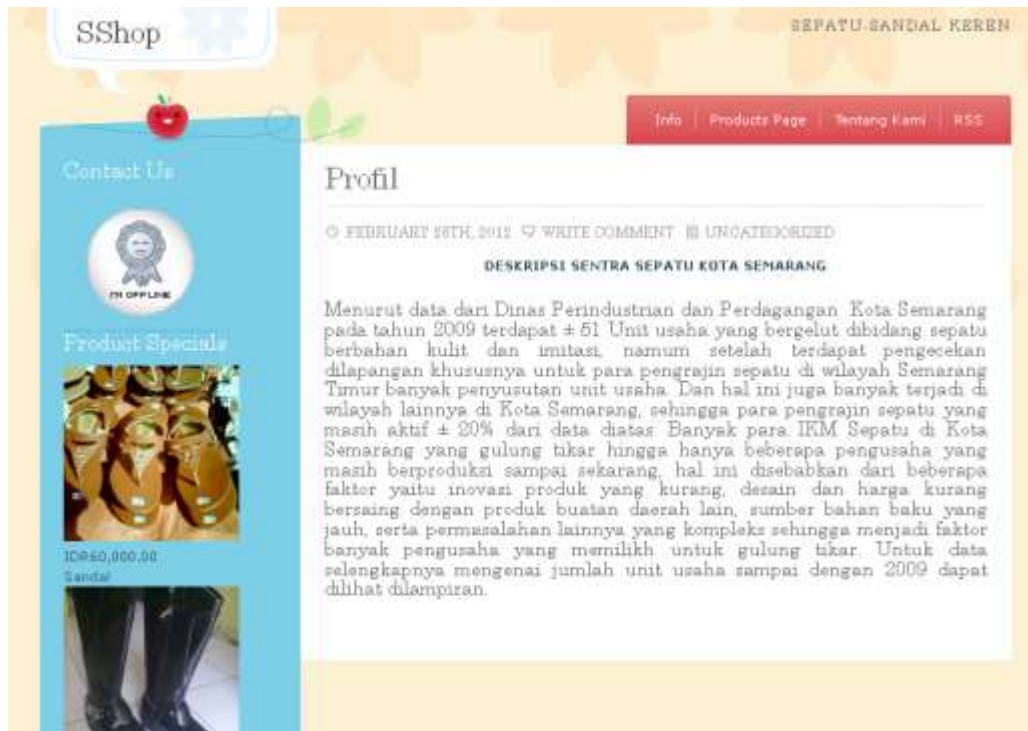 SShop
SEPATU-SANDAL KEREN
Info | Products Page | Tentang Kami | RSS
Contact Us
I'M OFFLINE
Product Specials
IDR60,000.00
Sandal
Profil
FEBRUARY 28TH, 2012 WRITE COMMENT UNCATEGORIZED
DESKRIPSI SENTRA SEPATU KOTA SEMARANG
Menurut data dari Dinas Perindustrian dan Perdagangan Kota Semarang
pada tahun 2009 terdapat ± 51 Unit usaha yang bergelut dibidang sepatu
berbahan kulit dan imitasi, namum setelah terdapat pengecekan
dilapangan khususnya untuk para pengrajin sepatu di wilayah Semarang
Timur banyak penyusutan unit usaha. Dan hal ini juga banyak terjadi di
wilayah lainnya di Kota Semarang, sehingga para pengrajin sepatu yang
masih aktif ± 20% dari data diatas. Banyak para IKM Sepatu di Kota
Semarang yang gulung tikar hingga hanya beberapa pengusaha yang
masih berproduksi sampai sekarang, hal ini disebabkan dari beberapa
faktor yaitu inovasi produk yang kurang, desain dan harga kurang
bersaing dengan produk buatan daerah lain, sumber bahan baku yang
jauh, serta permasalahan lainnya yang kompleks sehingga menjadi faktor
banyak pengusaha yang memilikh untuk gulung tikar. Untuk data
selengkapnya mengenai jumlah unit usaha sampai dengan 2009 dapat
dilihat dilampiran.